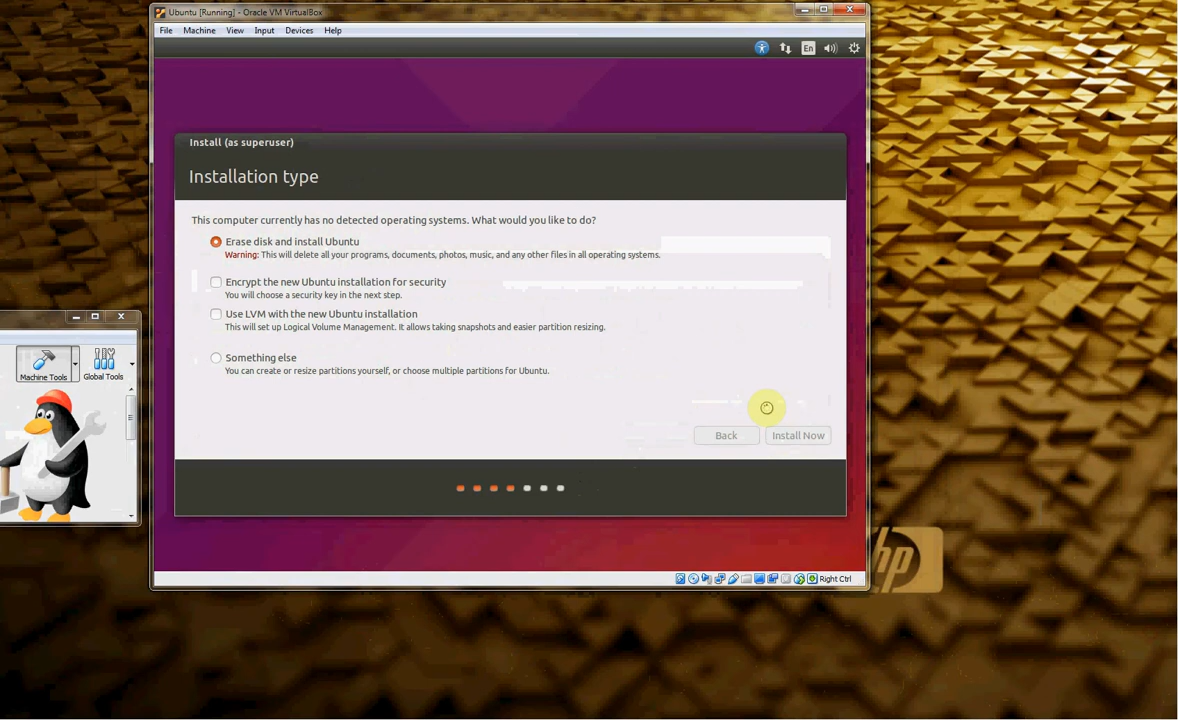 Ubuntu [Running] - Oracle VM VirtualBox
File Machine View Input Devices Help
En
Install (as superuser)
Installation type
This computer currently has no detected operating systems. What would you like to do?
Erase disk and install Ubuntu
Warning: This will delete all your programs, documents, photos, music, and any other files in all operating systems.
Encrypt the new Ubuntu installation for security
You will choose a security key in the next step.
Use LVM with the new Ubuntu installation
This will set up Logical Volume Management. It allows taking snapshots and easier partition resizing.
Something else
You can create or resize partitions yourself, or choose multiple partitions for Ubuntu.
Back Install Now
Right Ctrl
Machine Tools Global Tools
hp